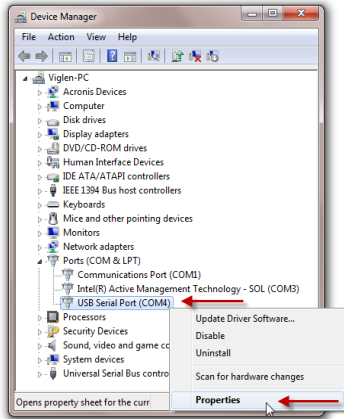 Device Manager
File Action View Help
Viglen-PC
Acronis Devices
Computer
Disk drives
Display adapters
DVD/CD-ROM drives
Human Interface Devices
IDE ATA/ATAPI controllers
IEEE 1394 Bus host controllers
Keyboards
Mice and other pointing devices
Monitors
Network adapters
Ports (COM & LPT)
Communications Port (COM1)
Intel(R) Active Management Technology - SOL (COM3)
USB Serial Port (COM4)
Processors
Security Devices
Sound, video and game co
System devices
Universal Serial Bus contro
Update Driver Software...
Disable
Uninstall
Scan for hardware changes
Properties
Opens property sheet for the curr